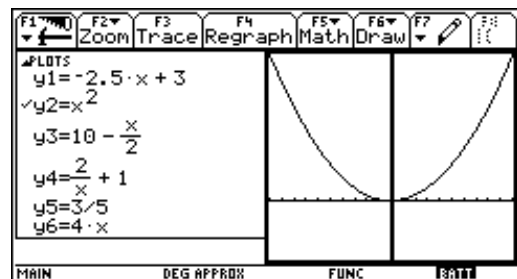 F1 F2 Zoom F3 Trace F4 Regraph F5 Math F6 Draw F7
PLOTS
y1=-2.5·x + 3
✓y2=x²
y3=10 - x/2
y4=2/x + 1
y5=3/5
y6=4·x
MAIN DEG APPROX FUNC BATT